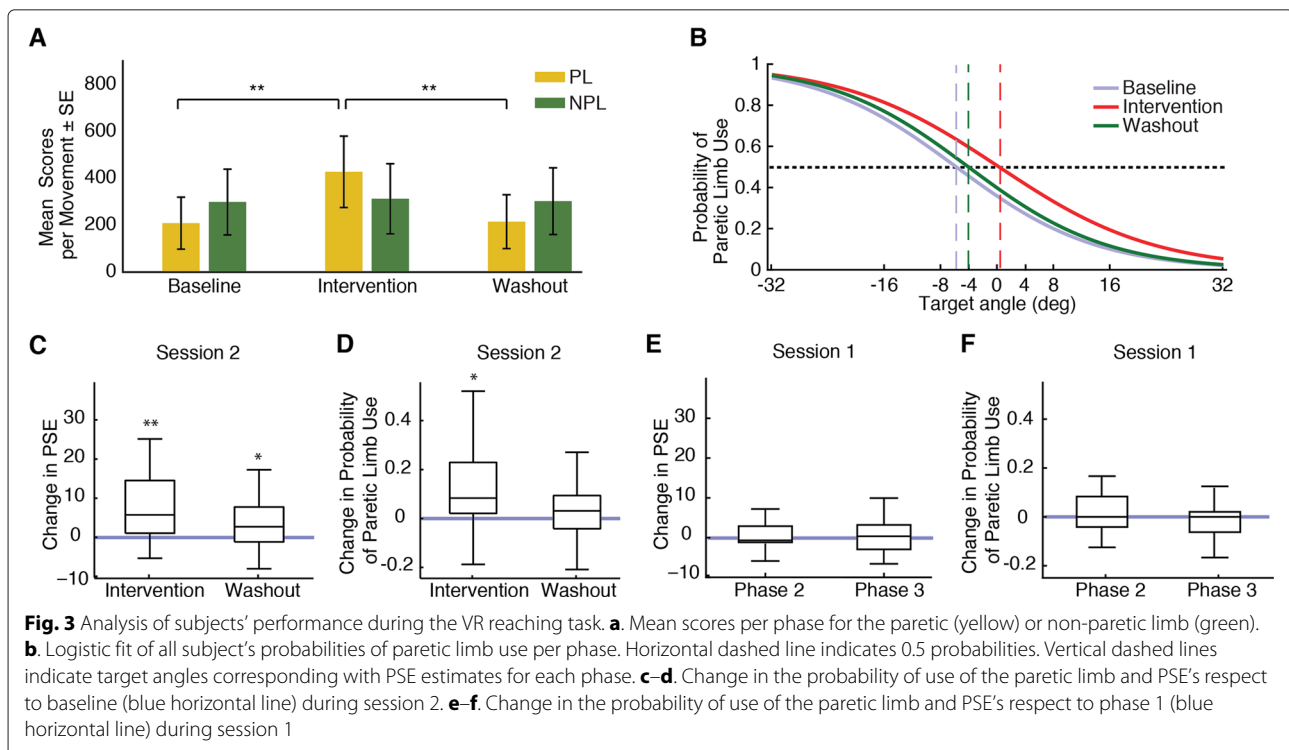 A
Mean Scores
per Movement ± SE
800
600
400
200
0
**
**
PL
NPL
Baseline
Intervention
Washout
B
Probability of
Paretic Limb Use
1
0.8
0.6
0.4
0.2
0
Baseline
Intervention
Washout
-32
-16
-8
-4
0
4
8
16
32
Target angle (deg)
C
Session 2
Change in PSE
30
20
10
0
−10
**
*
Intervention
Washout
D
Session 2
Change in Probability
of Paretic Limb Use
0.4
0.2
0
-0.2
*
Intervention
Washout
E
Session 1
Change in PSE
30
20
10
0
−10
Phase 2
Phase 3
F
Session 1
Change in Probability
of Paretic Limb Use
0.4
0.2
0
-0.2
Phase 2
Phase 3
Fig. 3 Analysis of subjects’ performance during the VR reaching task. a. Mean scores per phase for the paretic (yellow) or non-paretic limb (green).
b. Logistic fit of all subject’s probabilities of paretic limb use per phase. Horizontal dashed line indicates 0.5 probabilities. Vertical dashed lines
indicate target angles corresponding with PSE estimates for each phase. c–d. Change in the probability of use of the paretic limb and PSE’s respect
to baseline (blue horizontal line) during session 2. e–f. Change in the probability of use of the paretic limb and PSE’s respect to phase 1 (blue
horizontal line) during session 1